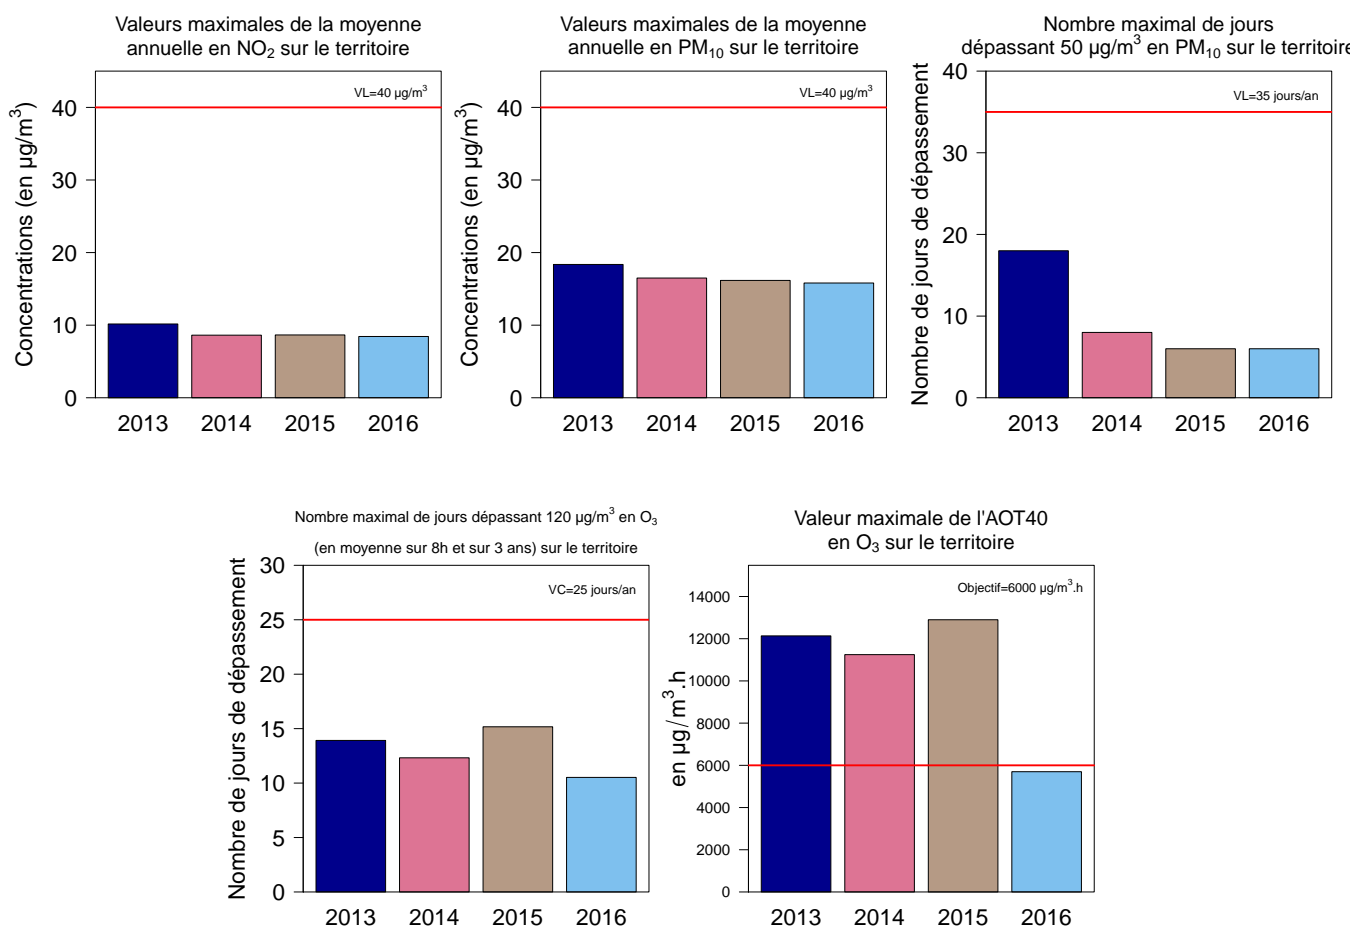 Valeurs maximales de la moyenne
annuelle en NO₂ sur le territoire
Concentrations (en µg/m³)
VL=40 µg/m³
40
30
20
10
0
2013 2014 2015 2016
Valeurs maximales de la moyenne
annuelle en PM₁₀ sur le territoire
Concentrations (en µg/m³)
VL=40 µg/m³
40
30
20
10
0
2013 2014 2015 2016
Nombre maximal de jours
dépassant 50 µg/m³ en PM₁₀ sur le territoire
Nombre de jours de dépassement
VL=35 jours/an
40
30
20
10
0
2013 2014 2015 2016
Nombre maximal de jours dépassant 120 µg/m³ en O₃
(en moyenne sur 8h et sur 3 ans) sur le territoire
Nombre de jours de dépassement
VC=25 jours/an
30
25
20
15
10
5
0
2013 2014 2015 2016
Valeur maximale de l'AOT40
en O₃ sur le territoire
en µg/m³.h
Objectif=6000 µg/m³.h
14000
12000
10000
8000
6000
4000
2000
0
2013 2014 2015 2016